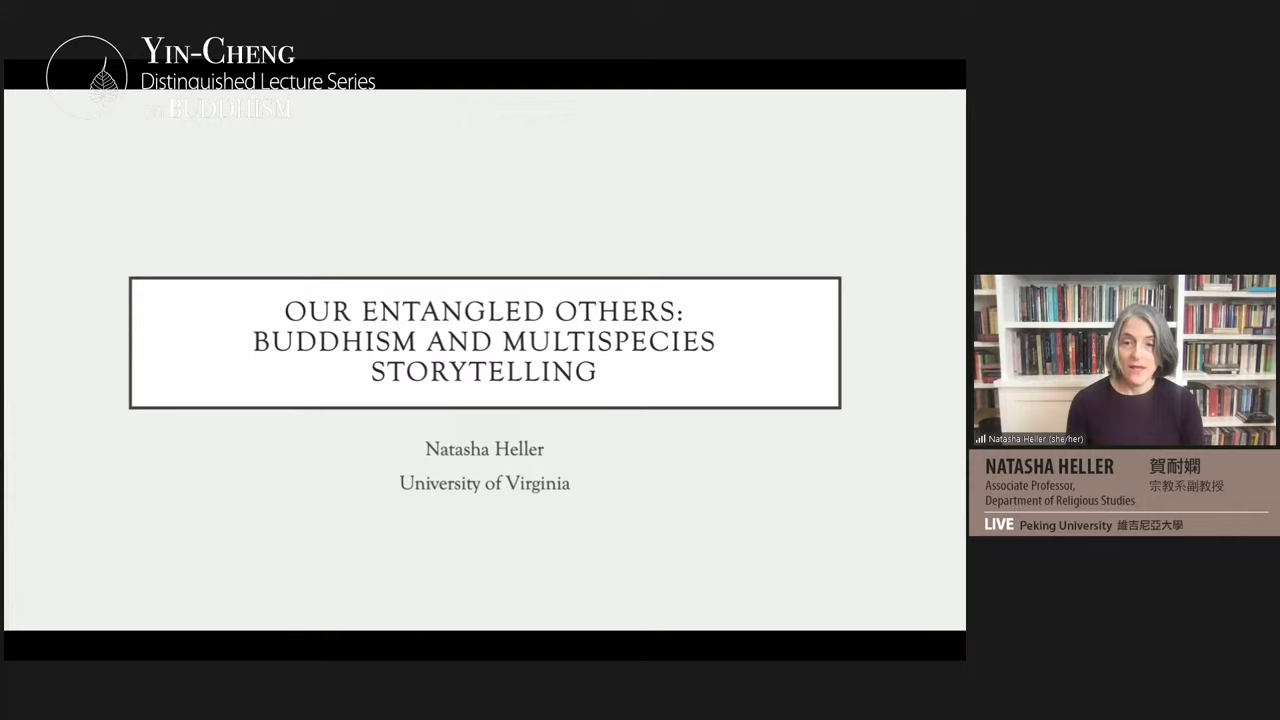 YIN-CHENG
Distinguished Lecture Series
BUDDHISM
OUR ENTANGLED OTHERS:
BUDDHISM AND MULTISPECIES
STORYTELLING
Natasha Heller
University of Virginia
Natasha Heller (she/her)
NATASHA HELLER 賀耐嫻
Associate Professor, 宗教系副教授
Department of Religious Studies
LIVE Peking University 維吉尼亞大學